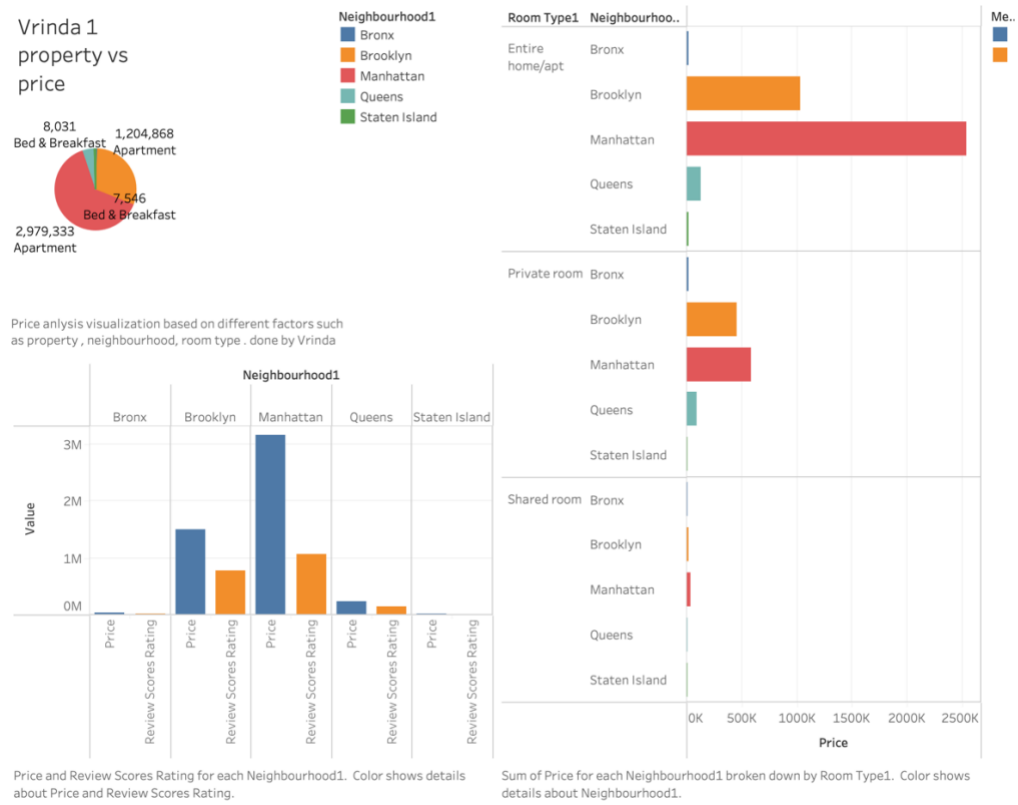 Vrinda 1
property vs
price
Neighbourhood1
Bronx
Brooklyn
Manhattan
Queens
Staten Island
8,031
Bed & Breakfast
1,204,868
Apartment
7,546
Bed & Breakfast
2,979,333
Apartment
Price anlysis visualization based on different factors such
as property , neighbourhood, room type . done by Vrinda
Neighbourhood1
Bronx Brooklyn Manhattan Queens Staten Island
3M
2M
1M
0M
Value
Price
Review Scores Rating
Price
Review Scores Rating
Price
Review Scores Rating
Price
Review Scores Rating
Price
Review Scores Rating
Price and Review Scores Rating for each Neighbourhood1. Color shows details
about Price and Review Scores Rating.
Room Type1 Neighbourhoo..
Me..
Entire
home/apt
Bronx
Brooklyn
Manhattan
Queens
Staten Island
Private room Bronx
Brooklyn
Manhattan
Queens
Staten Island
Shared room Bronx
Brooklyn
Manhattan
Queens
Staten Island
0K 500K 1000K 1500K 2000K 2500K
Price
Sum of Price for each Neighbourhood1 broken down by Room Type1. Color shows
details about Neighbourhood1.